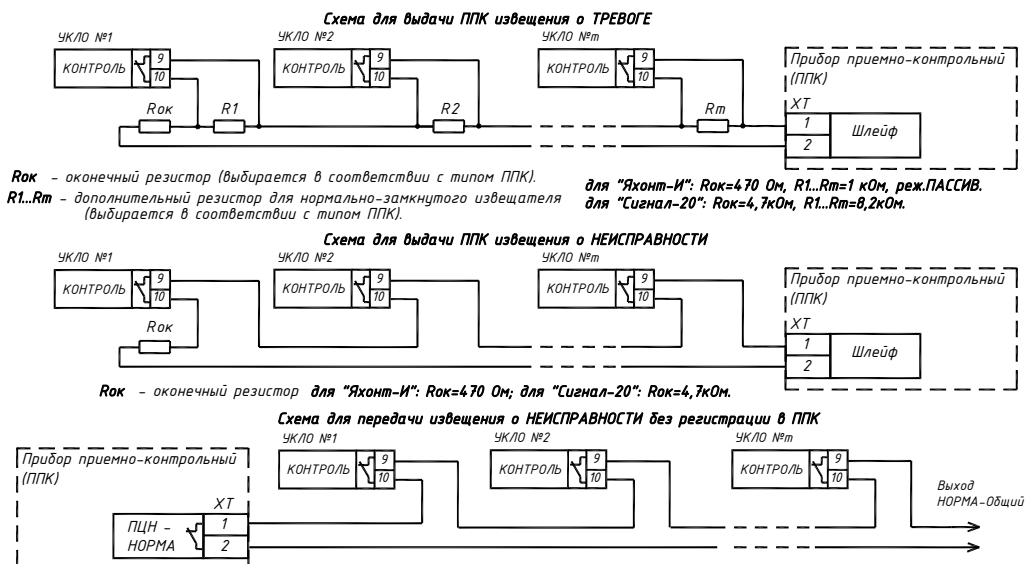 Схема для выдачи ППК извещения о ТРЕВОГЕ
УКЛО №1
УКЛО №2
УКЛО №m
КОНТРОЛЬ 9
10
КОНТРОЛЬ 9
10
КОНТРОЛЬ 9
10
Прибор приемно-контрольный
(ППК)
Rок
R1
R2
Rm
ХТ
1
2
Шлейф
Rок - оконечный резистор (выбирается в соответствии с типом ППК).
R1...Rm - дополнительный резистор для нормально-замкнутого извещателя
(выбирается в соответствии с типом ППК).
для "Яхонт-И": Rок=470 Ом, R1...Rm=1 кОм, реж.ПАССИВ.
для "Сигнал-20": Rок=4,7кОм, R1...Rm=8,2кОм.
Схема для выдачи ППК извещения о НЕИСПРАВНОСТИ
УКЛО №1
УКЛО №2
УКЛО №m
КОНТРОЛЬ 9
10
КОНТРОЛЬ 9
10
КОНТРОЛЬ 9
10
Прибор приемно-контрольный
(ППК)
Rок
ХТ
1
2
Шлейф
Rок - оконечный резистор для "Яхонт-И": Rок=470 Ом; для "Сигнал-20": Rок=4,7кОм.
Схема для передачи извещения о НЕИСПРАВНОСТИ без регистрации в ППК
УКЛО №1
УКЛО №2
УКЛО №m
Прибор приемно-контрольный
(ППК)
КОНТРОЛЬ 9
10
КОНТРОЛЬ 9
10
КОНТРОЛЬ 9
10
Выход
НОРМА-Общий
ХТ
ПЦН -
НОРМА
1
2